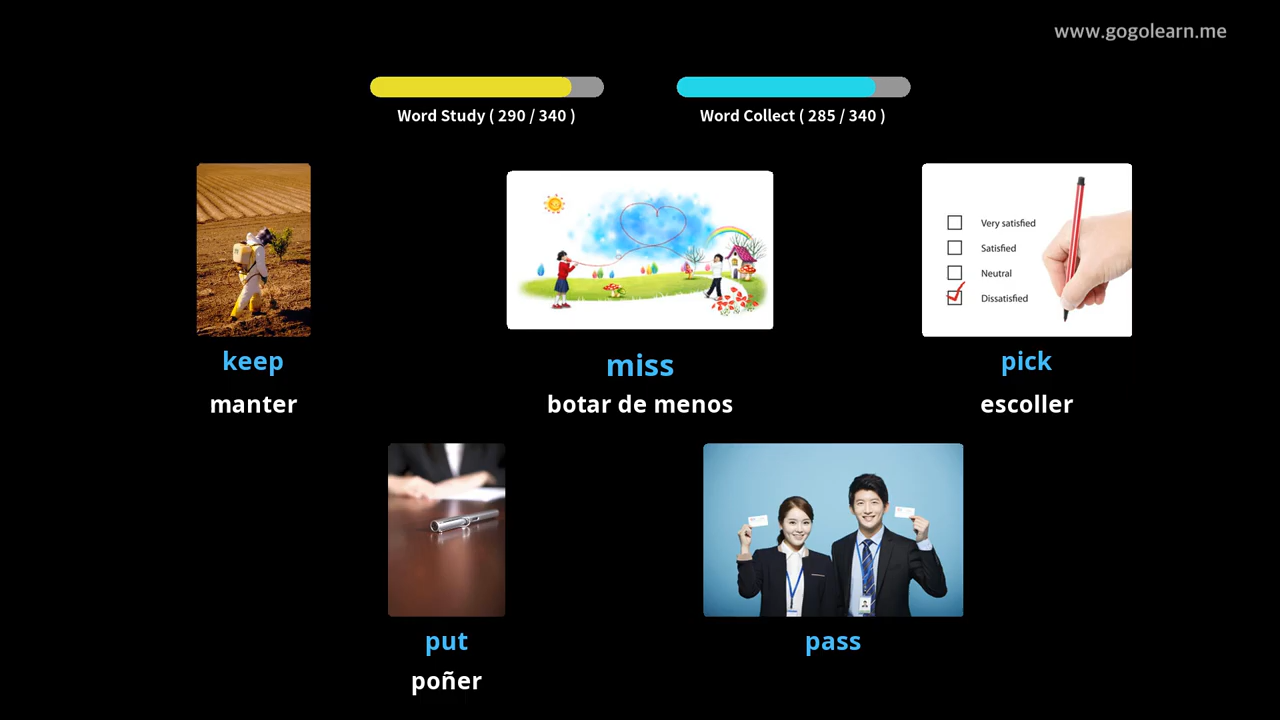 www.gogolearn.me
Word Study ( 290 / 340 )
Word Collect ( 285 / 340 )
Very satisfied
Satisfied
Neutral
Dissatisfied
keep
miss
pick
manter
botar de menos
escoller
put
pass
poñer